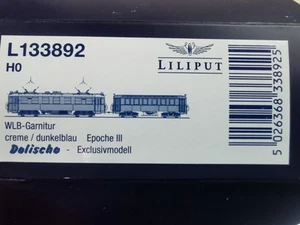 L133892
H0
LILIPUT
WLB-Garnitur
creme / dunkelblau Epoche III
Dolischo - Exclusivmodell
5 026368 338925